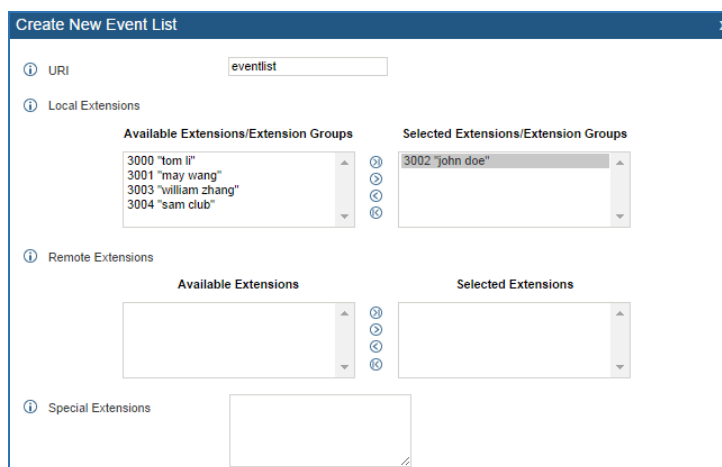 Create New Event List
URI eventlist
Local Extensions
Available Extensions/Extension Groups Selected Extensions/Extension Groups
3000 "tom li" 3002 "john doe"
3001 "may wang"
3003 "william zhang"
3004 "sam club"
Remote Extensions
Available Extensions Selected Extensions
Special Extensions